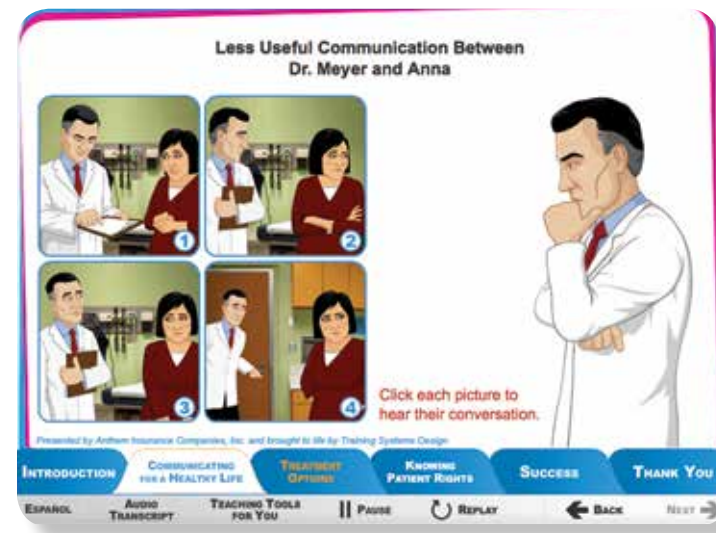 Less Useful Communication Between
Dr. Meyer and Anna
1
2
3
4
Click each picture to
hear their conversation.
Presented by Anthem Insurance Companies, Inc. and brought to life by Training Systems Design
INTRODUCTION
COMMUNICATING
FOR A HEALTHY LIFE
TREATMENT
OPTIONS
KNOWING
PATIENT RIGHTS
SUCCESS
THANK YOU
ESPAÑOL
AUDIO
TRANSCRIPT
TEACHING TOOLS
FOR YOU
PAUSE
REPLAY
BACK
NEXT